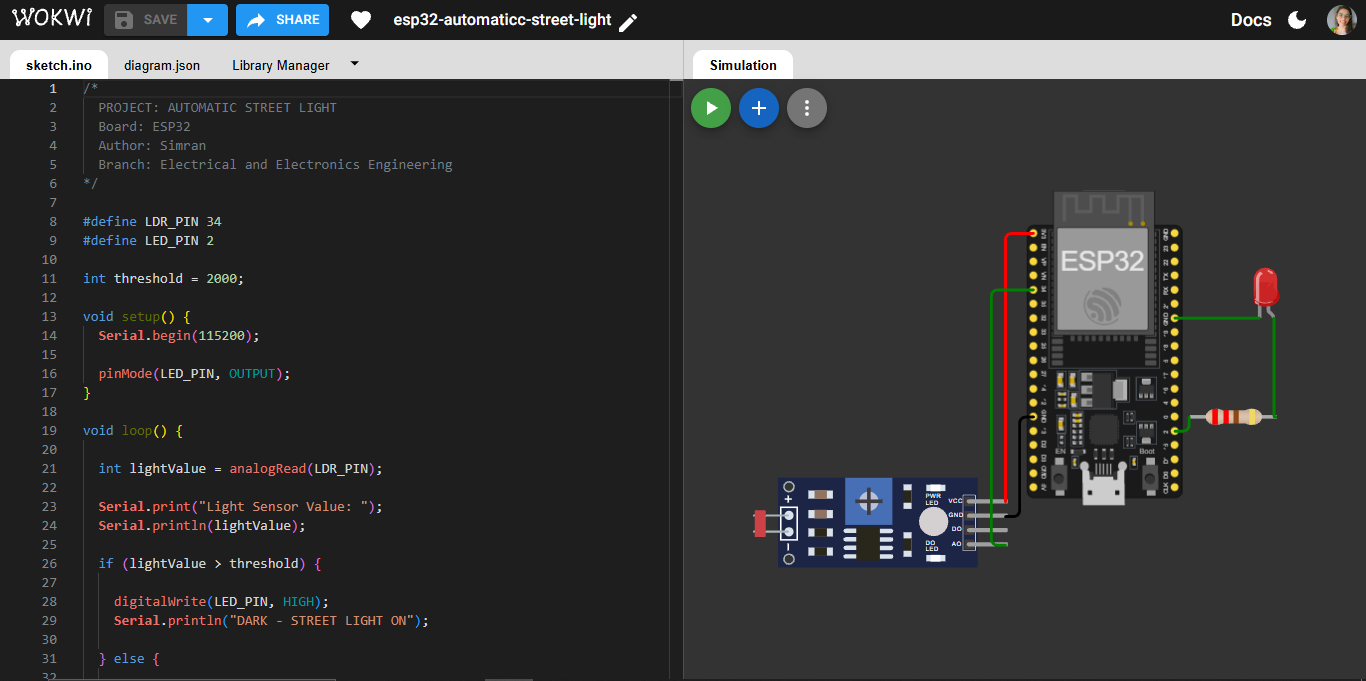 WOKWI
SAVE
SHARE
esp32-automaticc-street-light
Docs
sketch.ino
diagram.json
Library Manager
Simulation
1 /*
2 PROJECT: AUTOMATIC STREET LIGHT
3 Board: ESP32
4 Author: Simran
5 Branch: Electrical and Electronics Engineering
6 */
7
8 #define LDR_PIN 34
9 #define LED_PIN 2
10
11 int threshold = 2000;
12
13 void setup() {
14 Serial.begin(115200);
15
16 pinMode(LED_PIN, OUTPUT);
17 }
18
19 void loop() {
20
21 int lightValue = analogRead(LDR_PIN);
22
23 Serial.print("Light Sensor Value: ");
24 Serial.println(lightValue);
25
26 if (lightValue > threshold) {
27
28 digitalWrite(LED_PIN, HIGH);
29 Serial.println("DARK - STREET LIGHT ON");
30
31 } else {
32
ESP32
EN
Boot
+
PWR
LED
VCC
GND
DO
AO
DO
LED